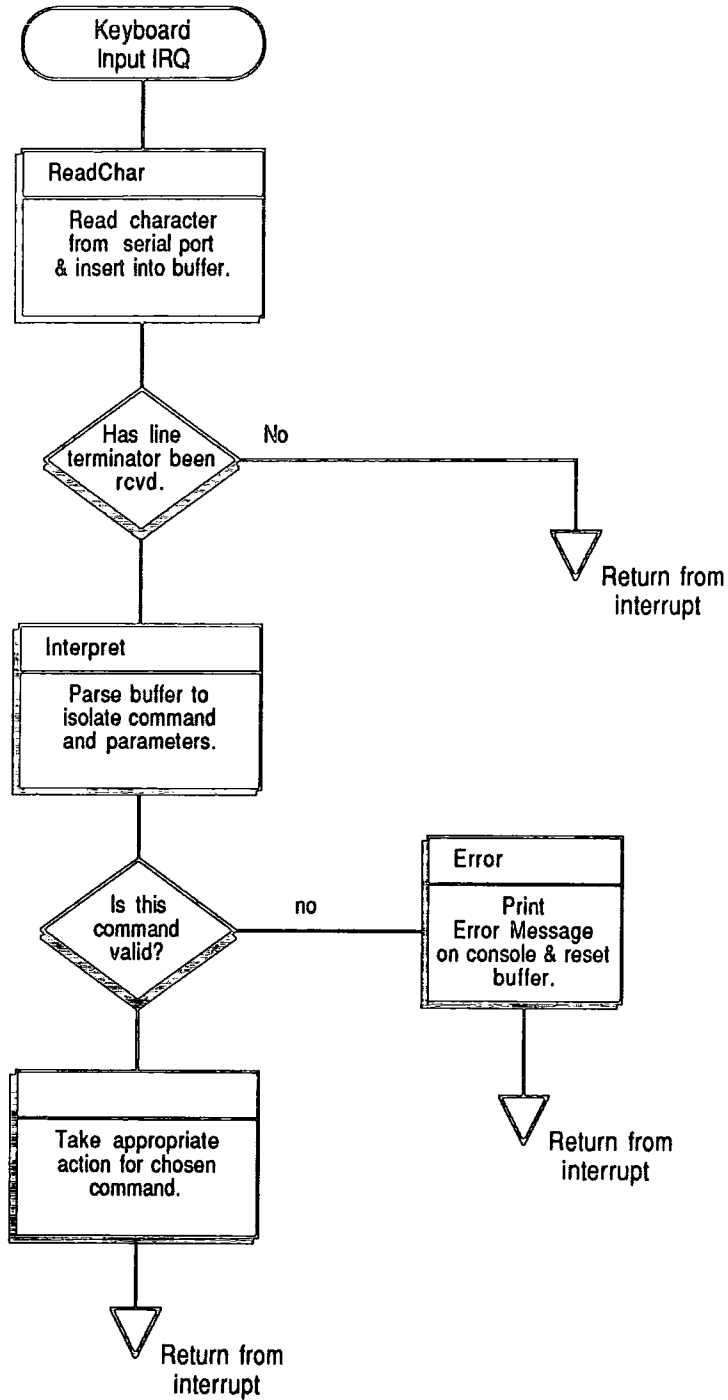 Keyboard
Input IRQ
ReadChar
Read character
from serial port
& insert into buffer.
Has line
terminator been
rcvd.
No
Return from
interrupt
Interpret
Parse buffer to
isolate command
and parameters.
Is this
command
valid?
no
Error
Print
Error Message
on console & reset
buffer.
Return from
interrupt
Take appropriate
action for chosen
command.
Return from
interrupt